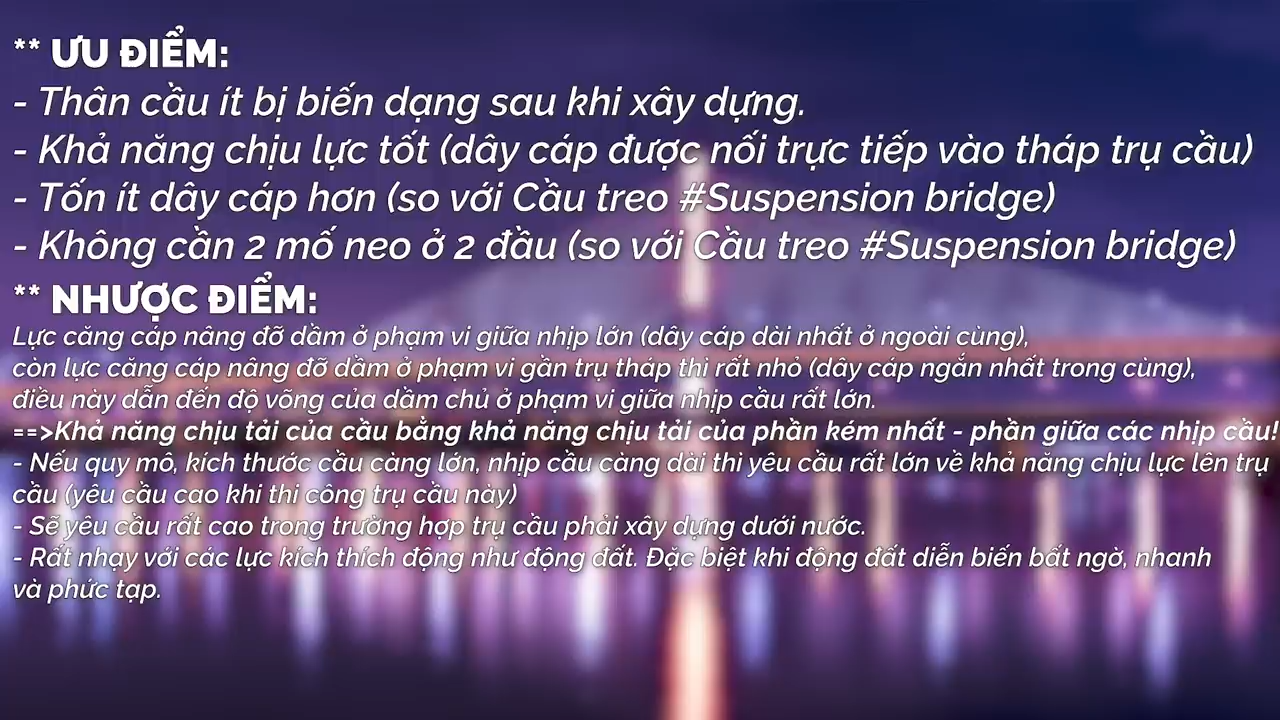 ** ƯU ĐIỂM:
- Thân cầu ít bị biến dạng sau khi xây dựng.
- Khả năng chịu lực tốt (dây cáp được nối trực tiếp vào tháp trụ cầu)
- Tốn ít dây cáp hơn (so với Cầu treo #Suspension bridge)
- Không cần 2 mố neo ở 2 đầu (so với Cầu treo #Suspension bridge)
** NHƯỢC ĐIỂM:
Lực căng cáp nâng đỡ dầm ở phạm vi giữa nhịp lớn (dây cáp dài nhất ở ngoài cùng),
còn lực căng cáp nâng đỡ dầm ở phạm vi gần trụ tháp thì rất nhỏ (dây cáp ngắn nhất trong cùng),
điều này dẫn đến độ võng của dầm chủ ở phạm vi giữa nhịp cầu rất lớn.
==>Khả năng chịu tải của cầu bằng khả năng chịu tải của phần kém nhất - phần giữa các nhịp cầu!
- Nếu quy mô, kích thước cầu càng lớn, nhịp cầu càng dài thì yêu cầu rất lớn về khả năng chịu lực lên trụ
cầu (yêu cầu cao khi thi công trụ cầu này)
- Sẽ yêu cầu rất cao trong trường hợp trụ cầu phải xây dựng dưới nước.
- Rất nhạy với các lực kích thích động như động đất. Đặc biệt khi động đất diễn biến bất ngờ, nhanh
và phức tạp.